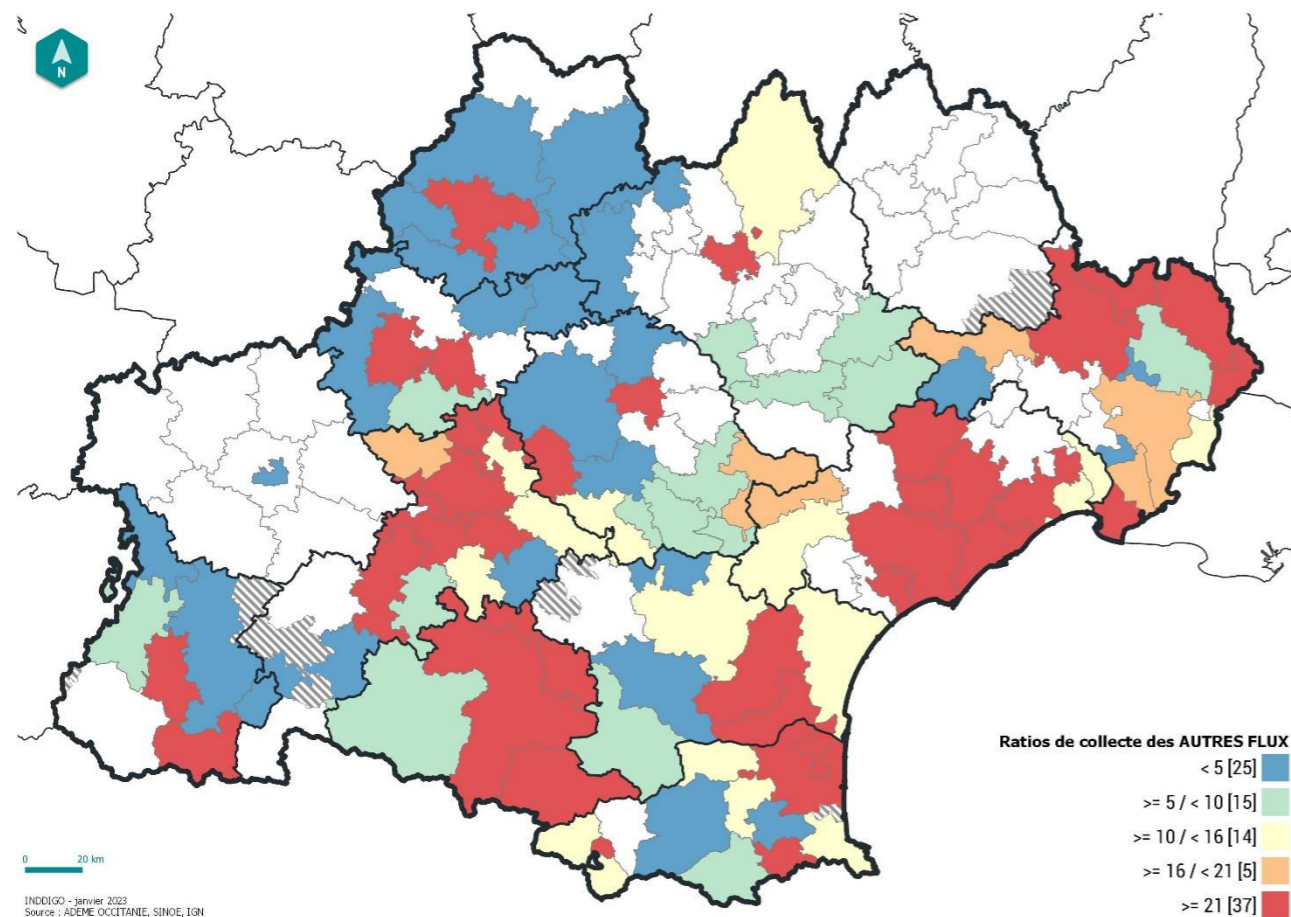 N
Ratios de collecte des AUTRES FLUX
< 5 [25]
>= 5 / < 10 [15]
>= 10 / < 16 [14]
>= 16 / < 21 [5]
>= 21 [37]
0 20 km
INDDIGO - janvier 2023
Source : ADEME OCCITANIE, SINOE, IGN